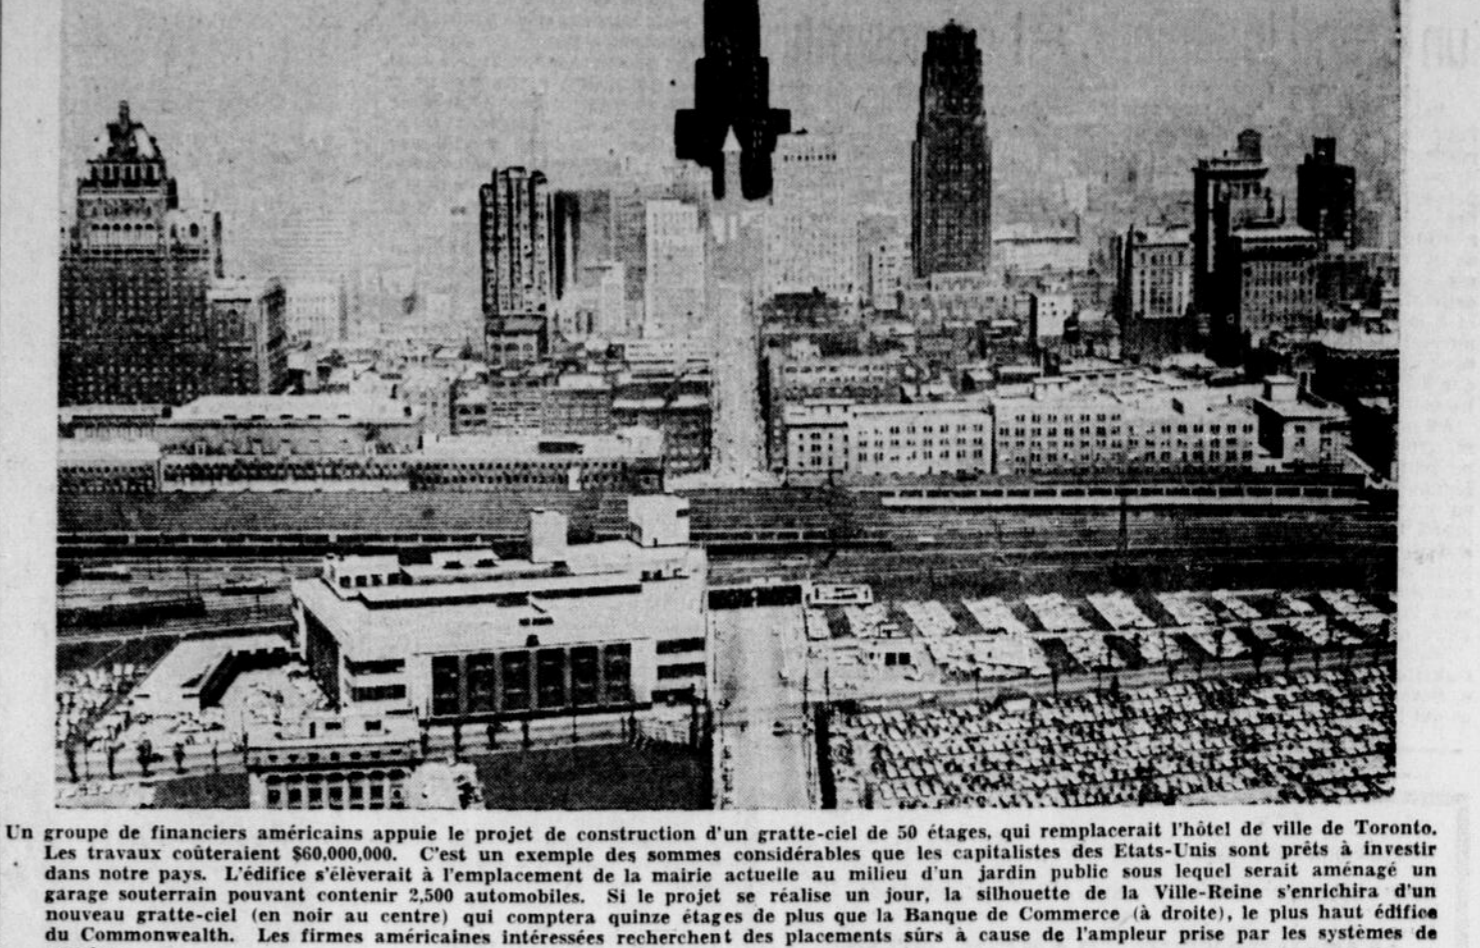 Un groupe de financiers américains appuie le projet de construction d'un gratte-ciel de 50 étages, qui remplacerait l'hôtel de ville de Toronto.
Les travaux coûteraient $60,000,000. C'est un exemple des sommes considérables que les capitalistes des Etats-Unis sont prêts à investir
dans notre pays. L'édifice s'élèverait à l'emplacement de la mairie actuelle au milieu d'un jardin public sous lequel serait aménagé un
garage souterrain pouvant contenir 2,500 automobiles. Si le projet se réalise un jour, la silhouette de la Ville-Reine s'enrichira d'un
nouveau gratte-ciel (en noir au centre) qui comptera quinze étages de plus que la Banque de Commerce (à droite), le plus haut édifice
du Commonwealth. Les firmes américaines intéressées recherchent des placements sûrs à cause de l'ampleur prise par les systèmes de